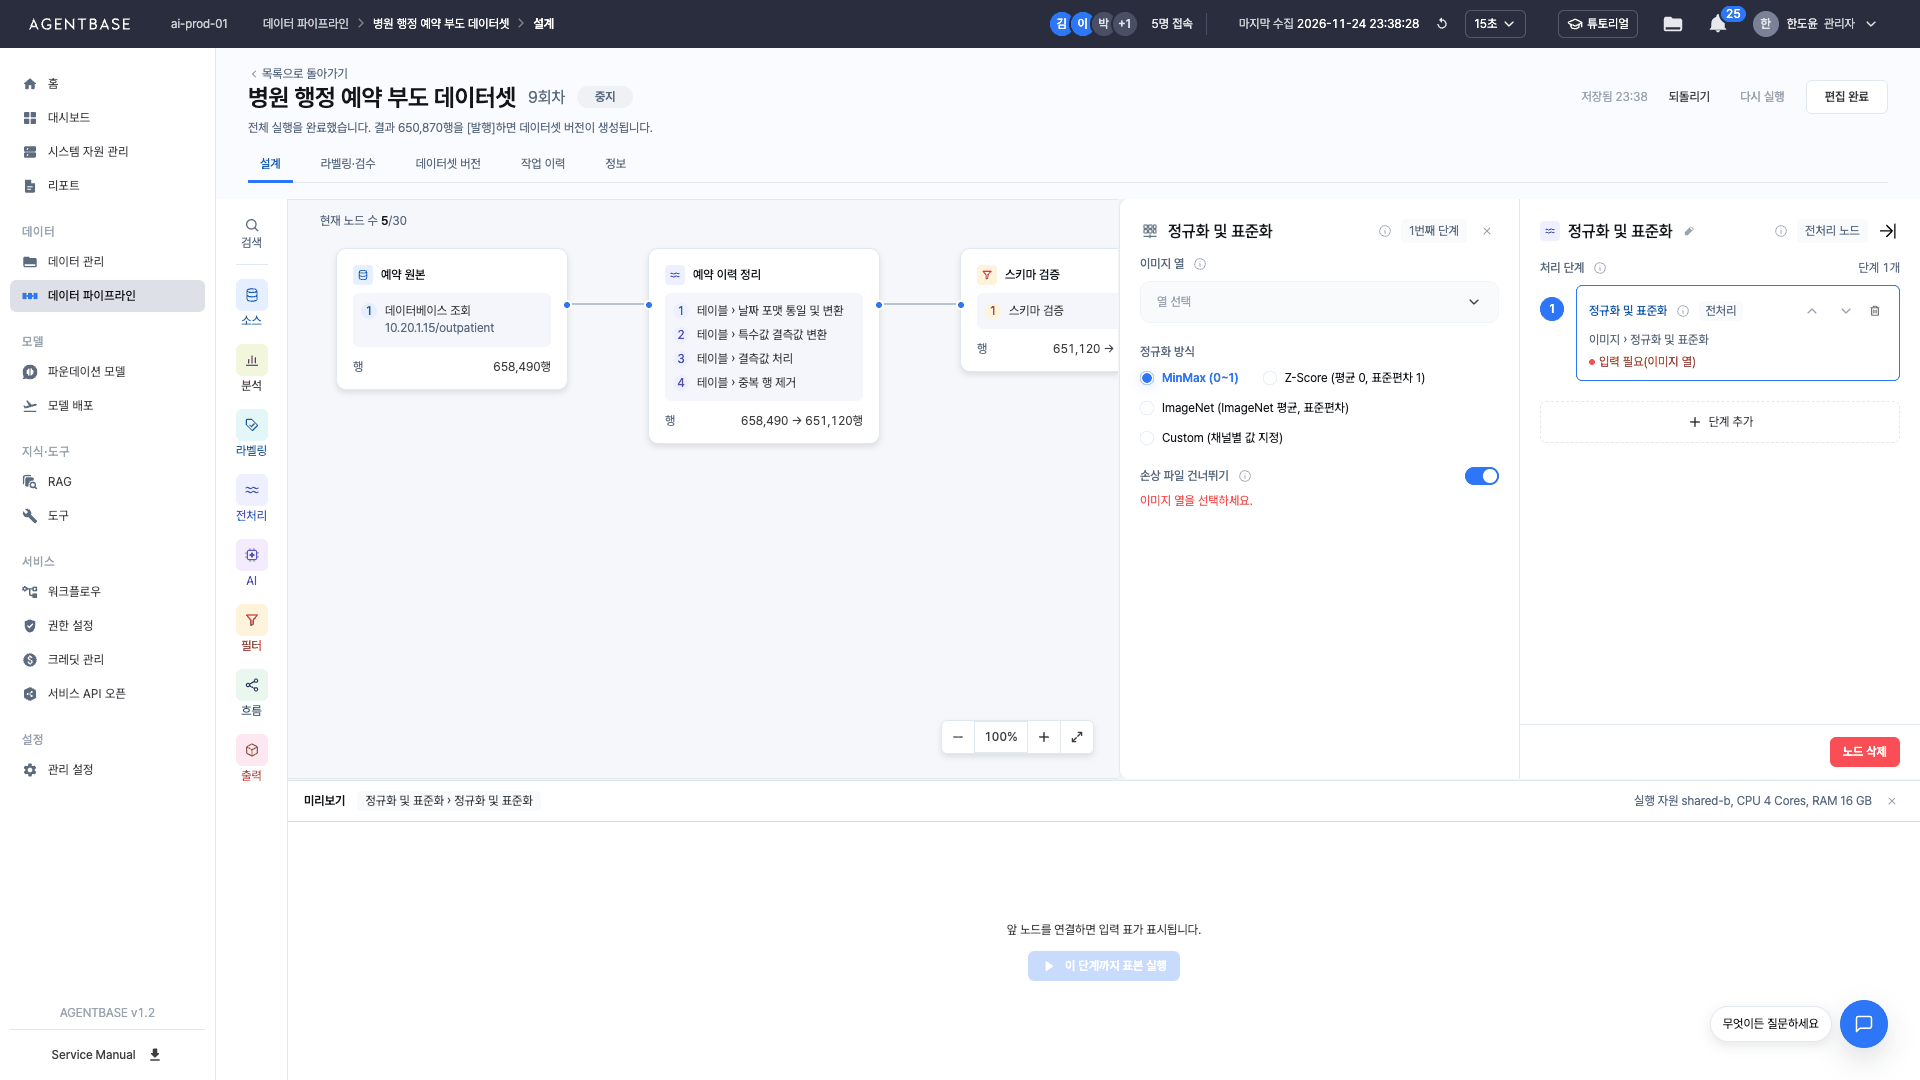 AGENTBASE
ai-prod-01
데이터 파이프라인 > 병원 행정 예약 부도 데이터셋 > 설계
김 이 박 +1 5명 접속
마지막 수집 2026-11-24 23:38:28
15초
튜토리얼
25
한 한도윤 관리자
홈
대시보드
시스템 자원 관리
리포트
데이터
데이터 관리
데이터 파이프라인
모델
파운데이션 모델
모델 배포
지식·도구
RAG
도구
서비스
워크플로우
권한 설정
크레딧 관리
서비스 API 오픈
설정
관리 설정
AGENTBASE v1.2
Service Manual
목록으로 돌아가기
병원 행정 예약 부도 데이터셋 9회차 중지
전체 실행을 완료했습니다. 결과 650,870행을 [발행]하면 데이터셋 버전이 생성됩니다.
저장됨 23:38 되돌리기 다시 실행 편집 완료
설계 라벨링·검수 데이터셋 버전 작업 이력 정보
검색
소스
분석
라벨링
전처리
AI
필터
흐름
출력
현재 노드 수 5/30
예약 원본
1 데이터베이스 조회
10.20.1.15/outpatient
행 658,490행
예약 이력 정리
1 테이블 › 날짜 포맷 통일 및 변환
2 테이블 › 특수값 결측값 변환
3 테이블 › 결측값 처리
4 테이블 › 중복 행 제거
행 658,490 → 651,120행
스키마 검증
1 스키마 검증
행 651,120 →
100%
정규화 및 표준화 1번째 단계
이미지 열
열 선택
정규화 방식
MinMax (0~1) Z-Score (평균 0, 표준편차 1)
ImageNet (ImageNet 평균, 표준편차)
Custom (채널별 값 지정)
손상 파일 건너뛰기
이미지 열을 선택하세요.
정규화 및 표준화 전처리 노드
처리 단계 단계 1개
1 정규화 및 표준화 전처리
이미지 › 정규화 및 표준화
입력 필요(이미지 열)
단계 추가
노드 삭제
미리보기 정규화 및 표준화 › 정규화 및 표준화
실행 자원 shared-b, CPU 4 Cores, RAM 16 GB
앞 노드를 연결하면 입력 표가 표시됩니다.
이 단계까지 표본 실행
무엇이든 질문하세요